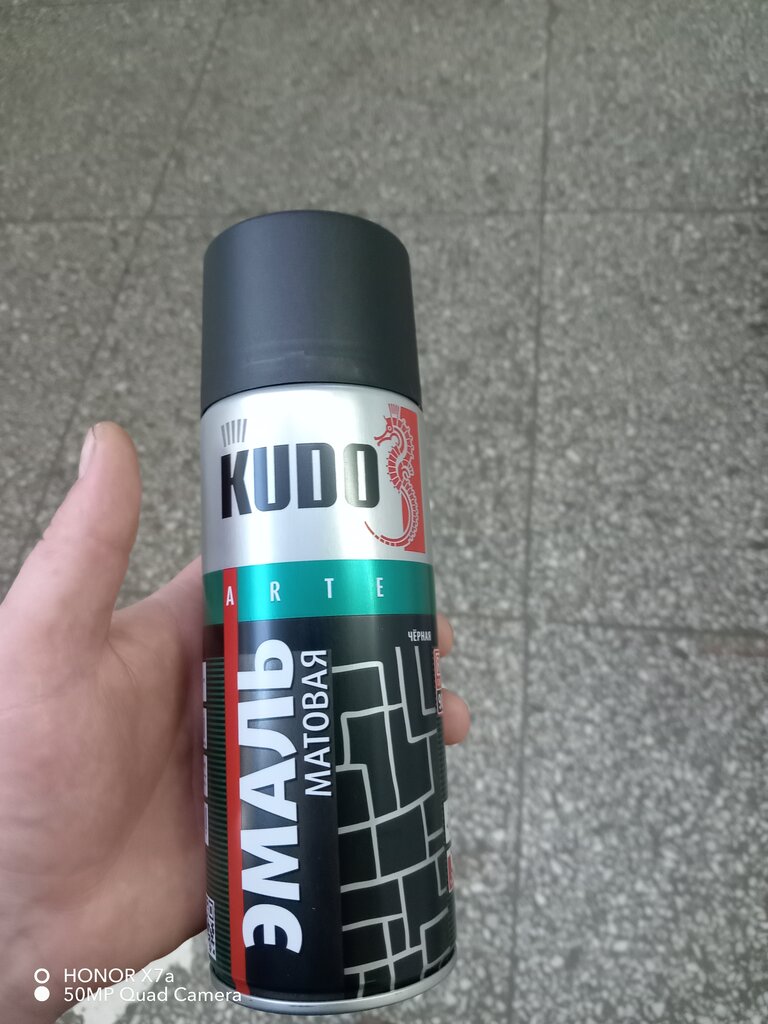 KUDO
ARTE
ЧЁРНАЯ
ЭМАЛЬ
МАТОВАЯ
HONOR X7a
50MP Quad Camera